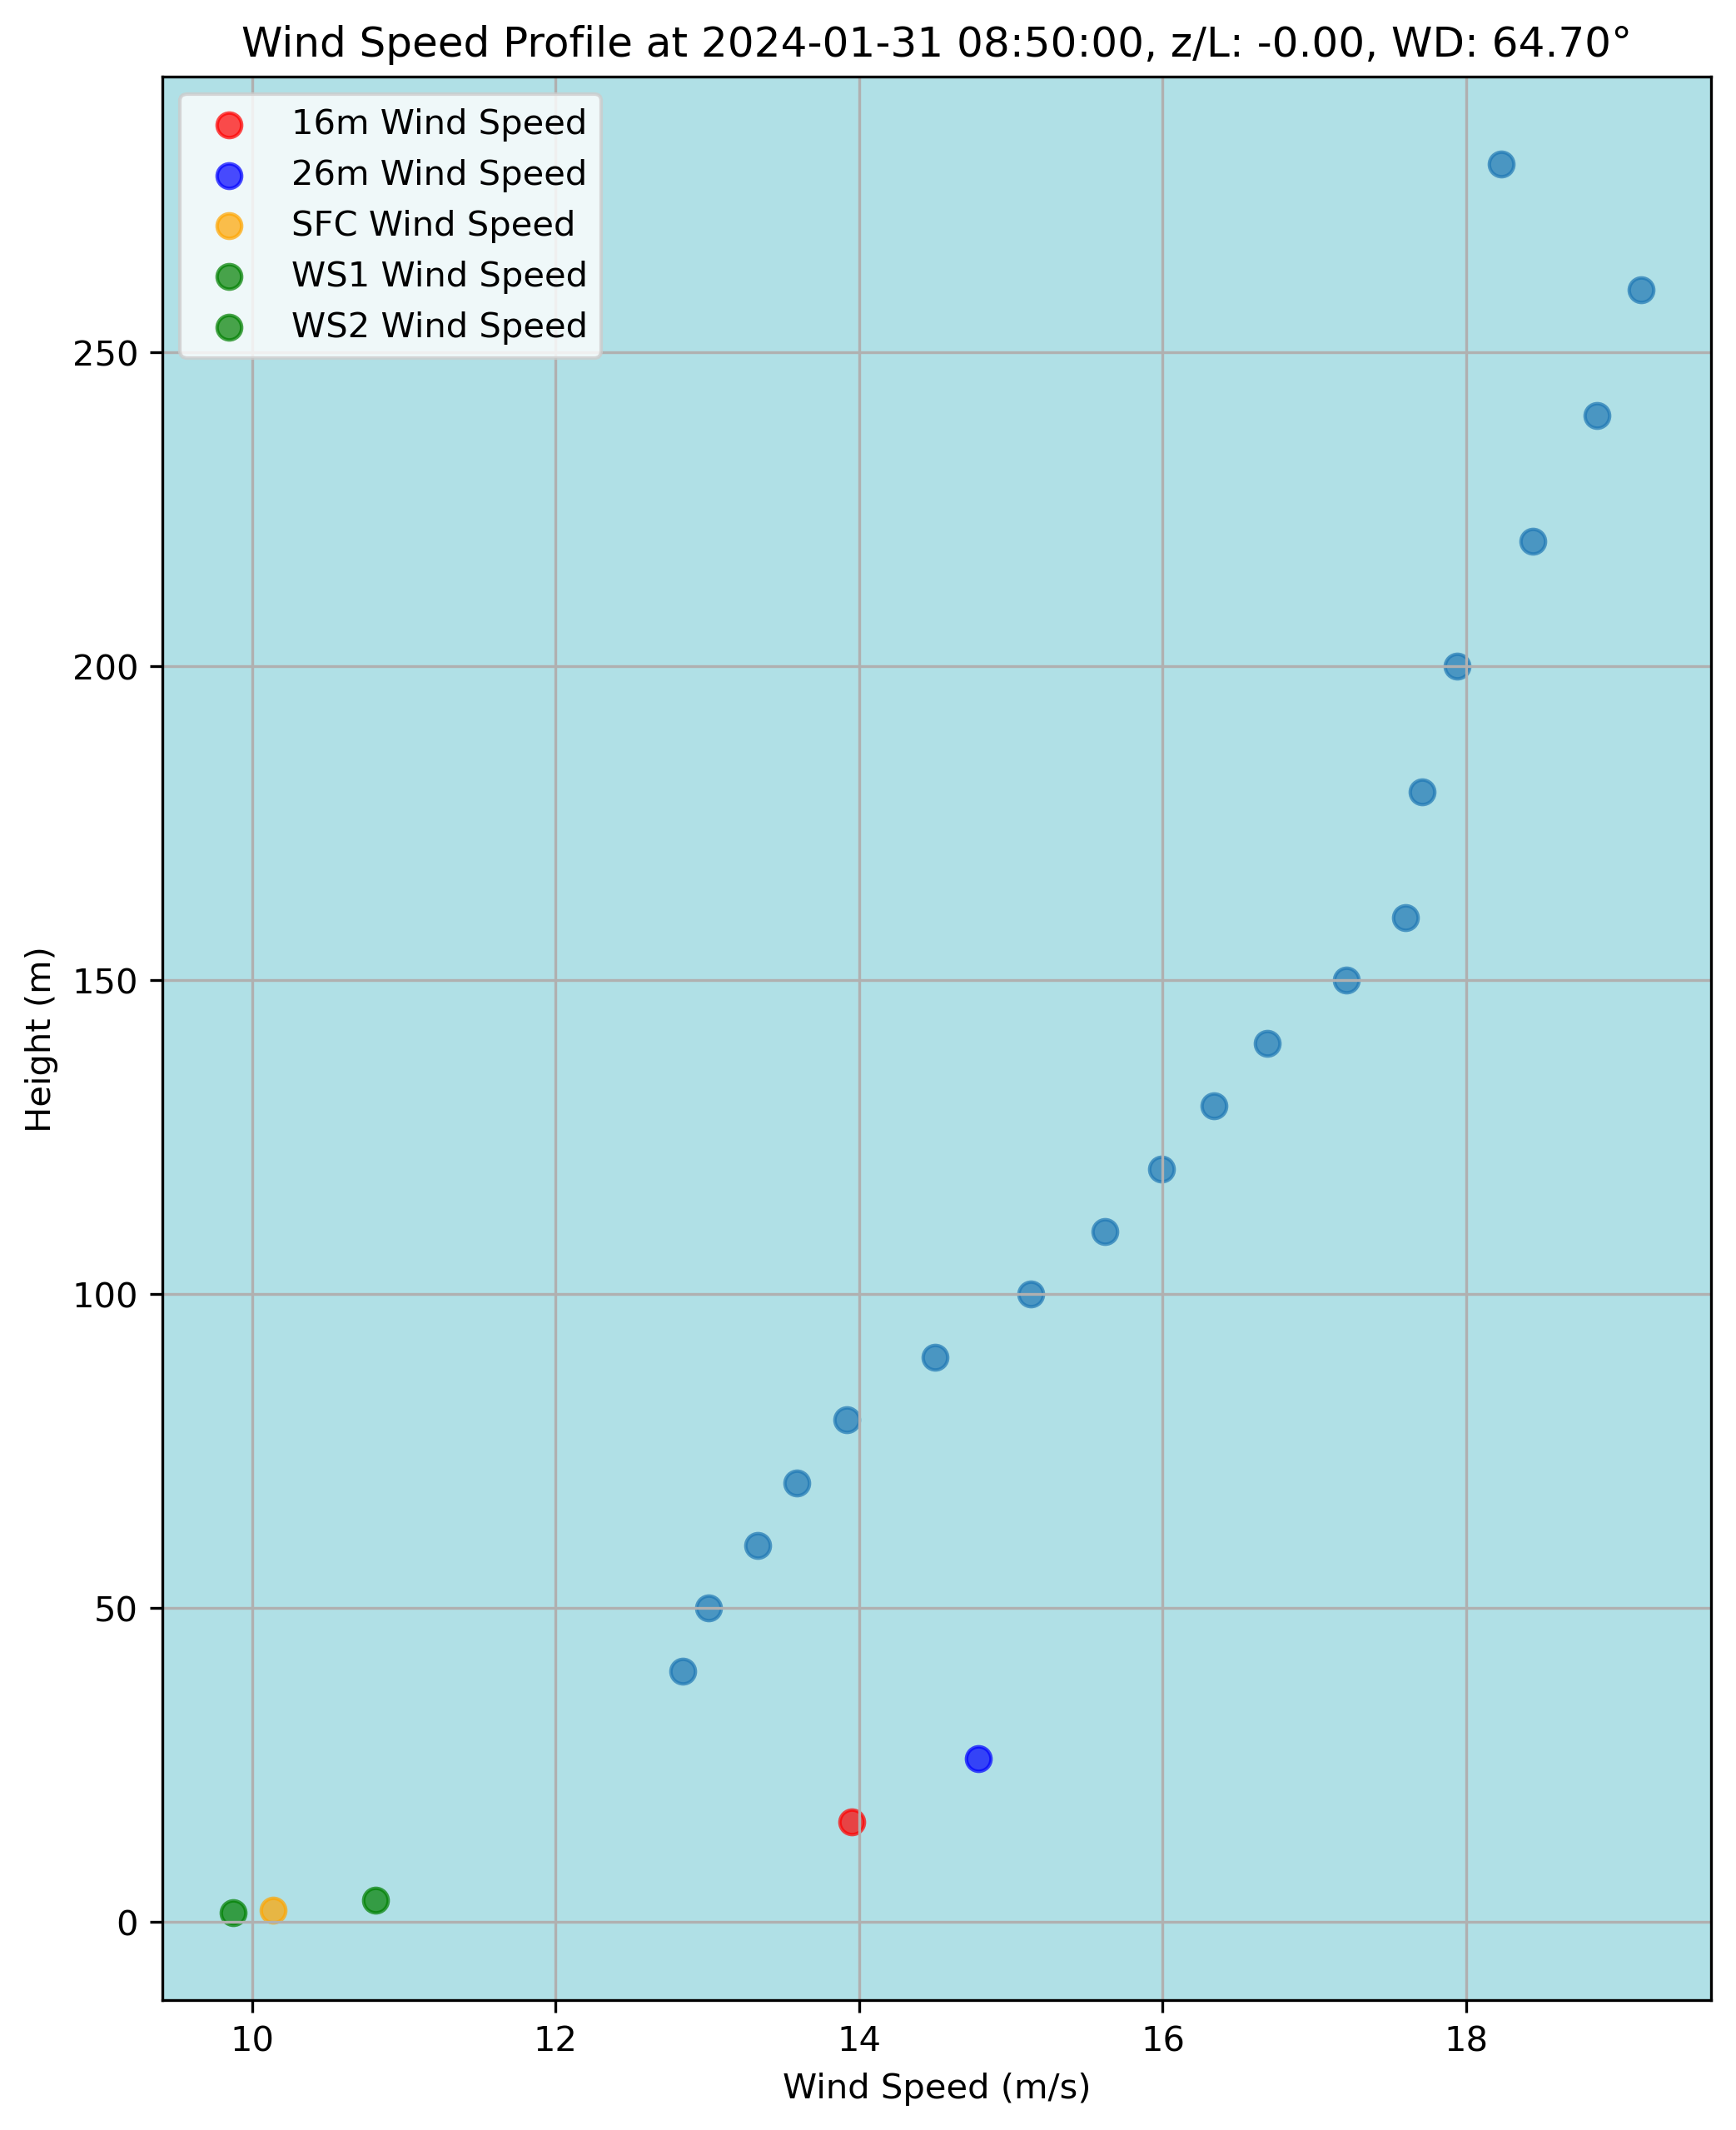 Wind Speed Profile at 2024-01-31 08:50:00, z/L: -0.00, WD: 64.70°
16m Wind Speed
26m Wind Speed
SFC Wind Speed
WS1 Wind Speed
WS2 Wind Speed
250
200
150
100
50
0
Height (m)
10 12 14 16 18
Wind Speed (m/s)